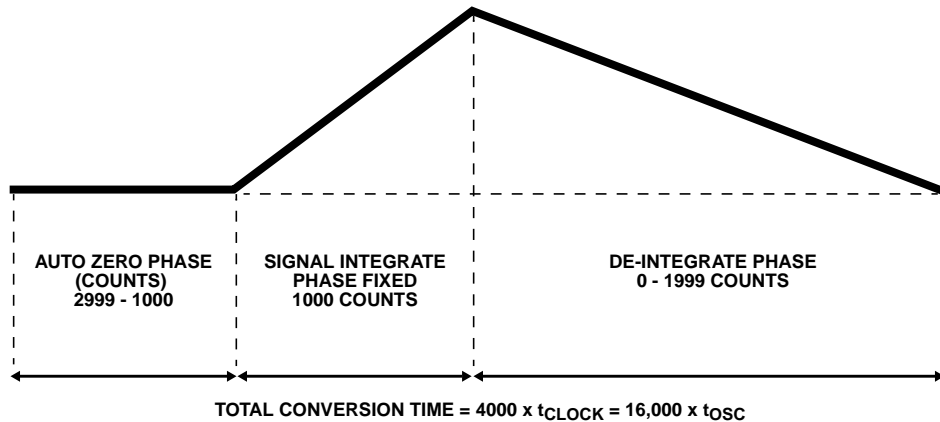 AUTO ZERO PHASE
(COUNTS)
2999 - 1000
SIGNAL INTEGRATE
PHASE FIXED
1000 COUNTS
DE-INTEGRATE PHASE
0 - 1999 COUNTS
TOTAL CONVERSION TIME = 4000 x tCLOCK = 16,000 x tOSC